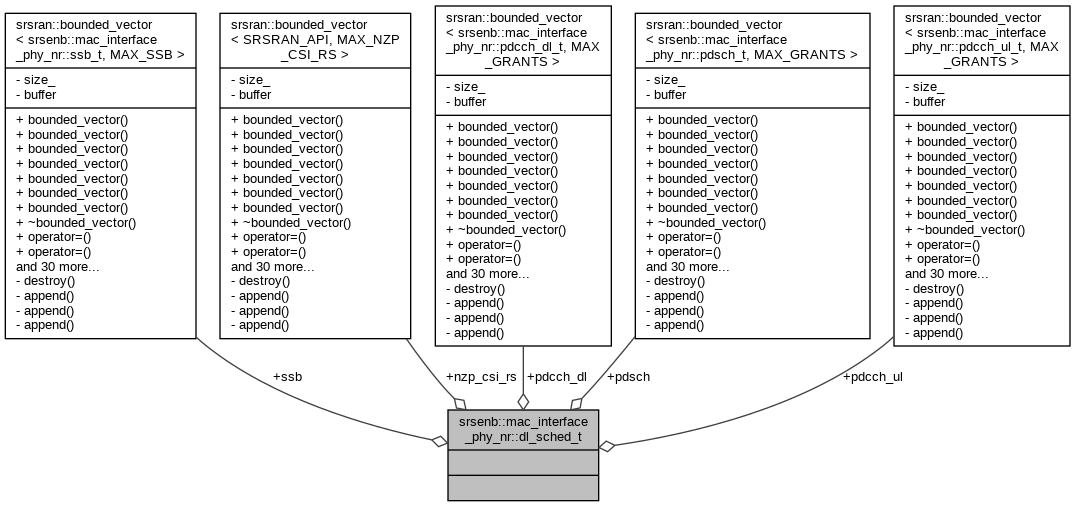 srsran::bounded_vector
< srsenb::mac_interface
_phy_nr::ssb_t, MAX_SSB >
- size_
- buffer
+ bounded_vector()
+ bounded_vector()
+ bounded_vector()
+ bounded_vector()
+ bounded_vector()
+ bounded_vector()
+ bounded_vector()
+ ~bounded_vector()
+ operator=()
+ operator=()
and 30 more...
- destroy()
- append()
- append()
- append()
srsran::bounded_vector
< SRSRAN_API, MAX_NZP
_CSI_RS >
- size_
- buffer
+ bounded_vector()
+ bounded_vector()
+ bounded_vector()
+ bounded_vector()
+ bounded_vector()
+ bounded_vector()
+ bounded_vector()
+ ~bounded_vector()
+ operator=()
+ operator=()
and 30 more...
- destroy()
- append()
- append()
- append()
srsran::bounded_vector
< srsenb::mac_interface
_phy_nr::pdcch_dl_t, MAX
_GRANTS >
- size_
- buffer
+ bounded_vector()
+ bounded_vector()
+ bounded_vector()
+ bounded_vector()
+ bounded_vector()
+ bounded_vector()
+ bounded_vector()
+ ~bounded_vector()
+ operator=()
+ operator=()
and 30 more...
- destroy()
- append()
- append()
- append()
srsran::bounded_vector
< srsenb::mac_interface
_phy_nr::pdsch_t, MAX_GRANTS >
- size_
- buffer
+ bounded_vector()
+ bounded_vector()
+ bounded_vector()
+ bounded_vector()
+ bounded_vector()
+ bounded_vector()
+ bounded_vector()
+ ~bounded_vector()
+ operator=()
+ operator=()
and 30 more...
- destroy()
- append()
- append()
- append()
srsran::bounded_vector
< srsenb::mac_interface
_phy_nr::pdcch_ul_t, MAX
_GRANTS >
- size_
- buffer
+ bounded_vector()
+ bounded_vector()
+ bounded_vector()
+ bounded_vector()
+ bounded_vector()
+ bounded_vector()
+ bounded_vector()
+ ~bounded_vector()
+ operator=()
+ operator=()
and 30 more...
- destroy()
- append()
- append()
- append()
+ssb
+nzp_csi_rs
+pdcch_dl
+pdsch
+pdcch_ul
srsenb::mac_interface
_phy_nr::dl_sched_t